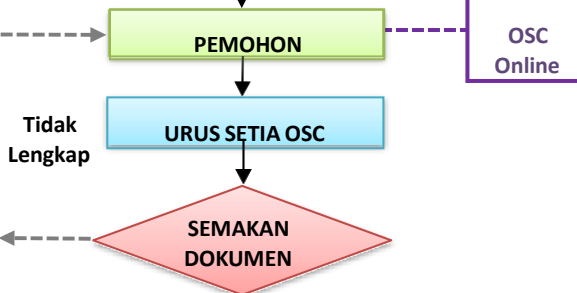 PEMOHON
OSC
Online
Tidak
Lengkap
URUS SETIA OSC
SEMAKAN
DOKUMEN